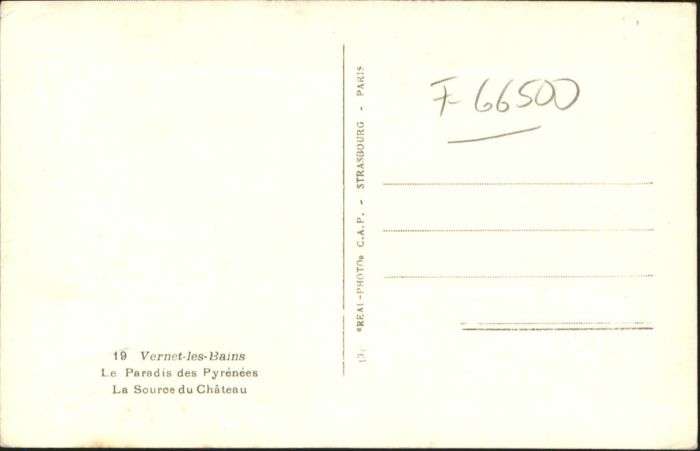 19 Vernet-les-Bains
Le Paradis des Pyrénées
La Source du Château
"REAL-PHOTO" C.A.P. - STRASBOURG - PARIS
F-66500